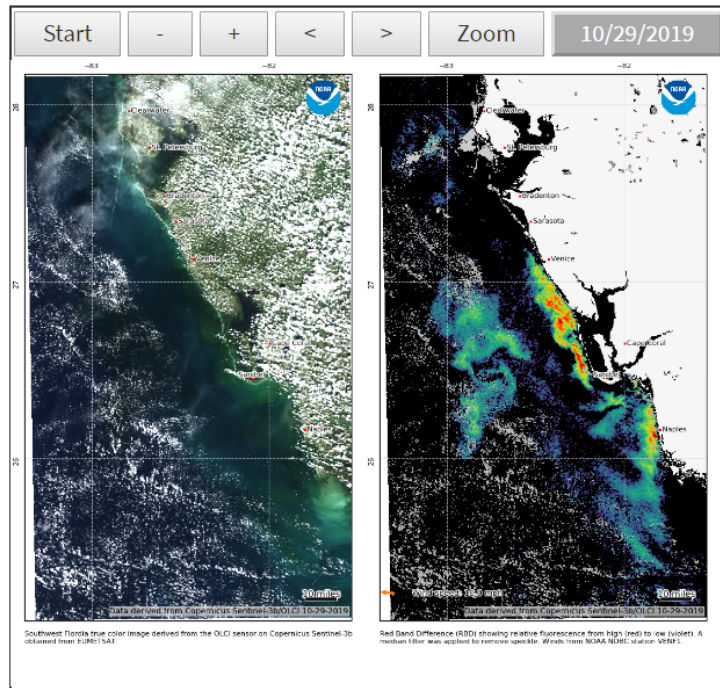 Start - + < > Zoom 10/29/2019
-83 -82 -83 -82
noaa noaa
28 28
Clearwater Clearwater
St. Petersburg St. Petersburg
Bradenton Bradenton
Sarasota Sarasota
Venice Venice
27 27
Cape Coral Cape Coral
Sanibel Sanibel
Naples Naples
26 26
10 miles Wind speed: 10.9 mph 10 miles
Data derived from Copernicus Sentinel-3b/OLCI 10-29-2019 Data derived from Copernicus Sentinel-3b/OLCI 10-29-2019
Southwest Flordia true color image derived from the OLCI sensor on Copernicus Sentinel-3b
obtained from EUMETSAT.
Red Band Difference (RBD) showing relative fluorescence from high (red) to low (violet). A
median filter was applied to remove speckle. Winds from NOAA NDBC station VENF1.